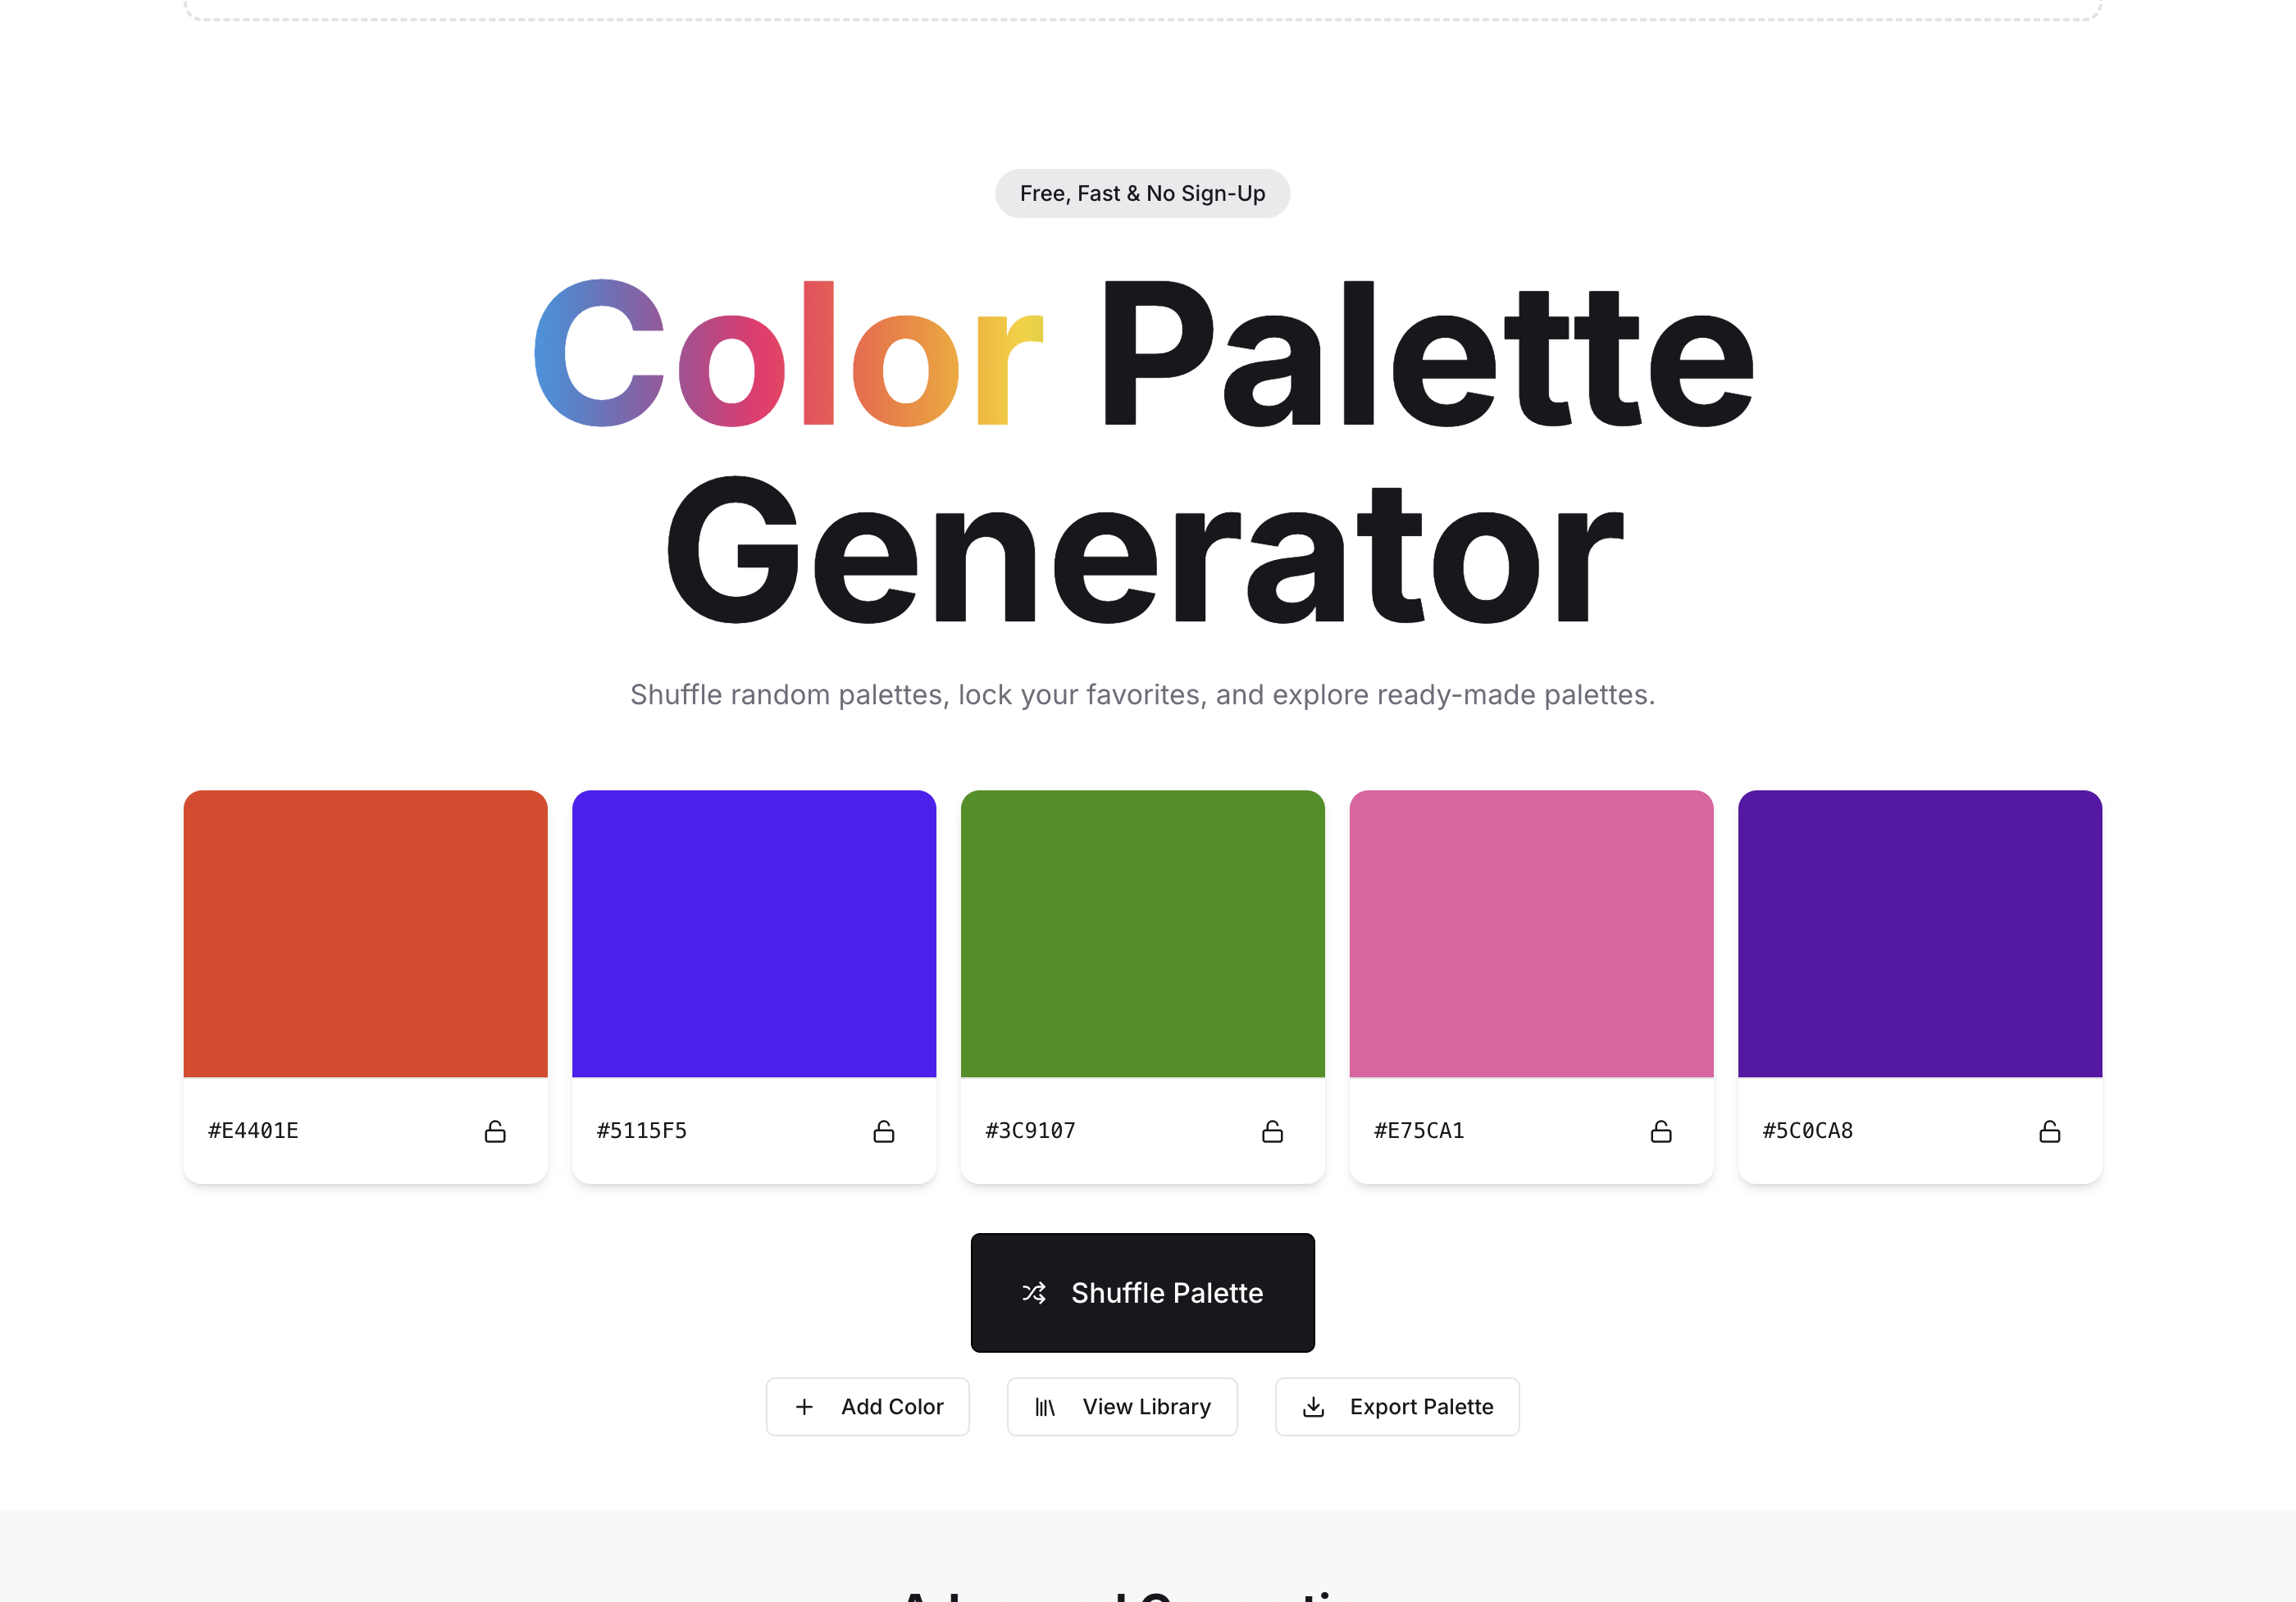 Free, Fast & No Sign-Up
Color Palette
Generator
Shuffle random palettes, lock your favorites, and explore ready-made palettes.
#E4401E
#5115F5
#3C9107
#E75CA1
#5C0CA8
Shuffle Palette
Add Color
View Library
Export Palette